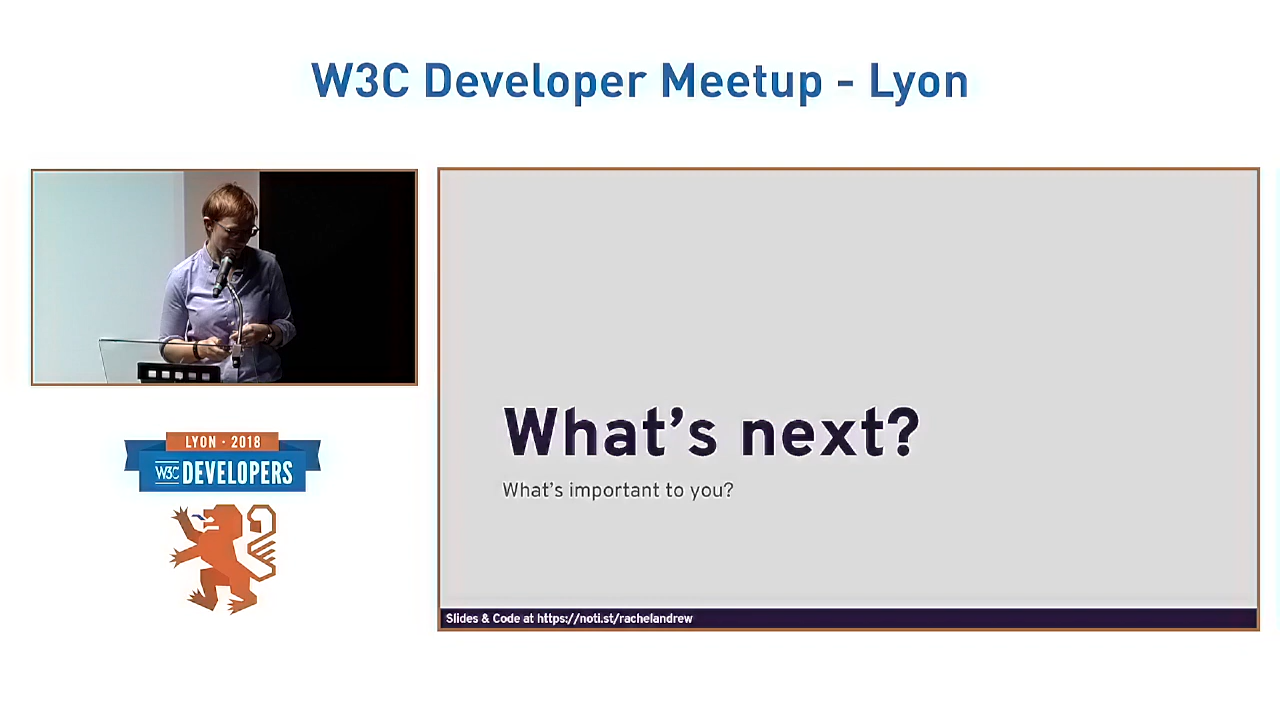 W3C Developer Meetup - Lyon
What's next?
What's important to you?
Slides & Code at https://noti.st/rachelandrew
LYON · 2018
W3C DEVELOPERS